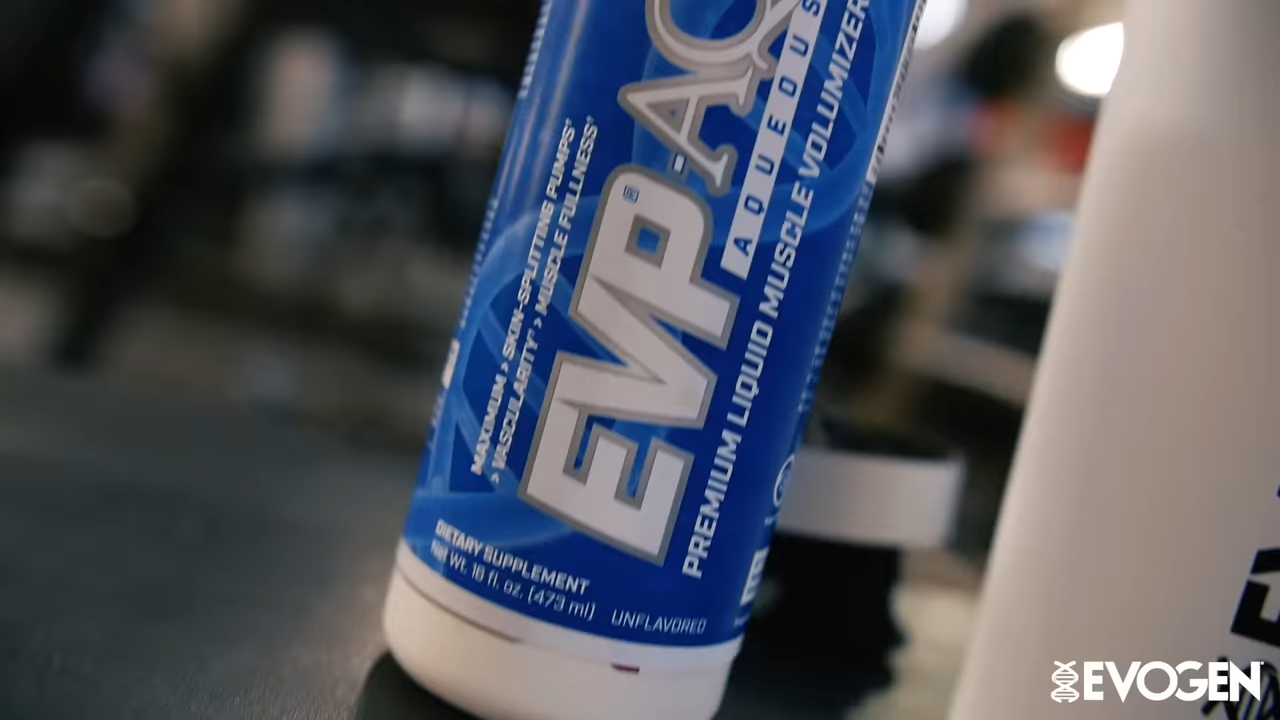 EVP-AQ
AQUEOUS
PREMIUM LIQUID MUSCLE VOLUMIZER
MAXIMUM > SKIN-SPLITTING PUMPS†
> VASCULARITY† > MUSCLE FULLNESS†
DIETARY SUPPLEMENT
Net Wt. 16 fl. oz. (473 ml)
UNFLAVORED
EVOGEN